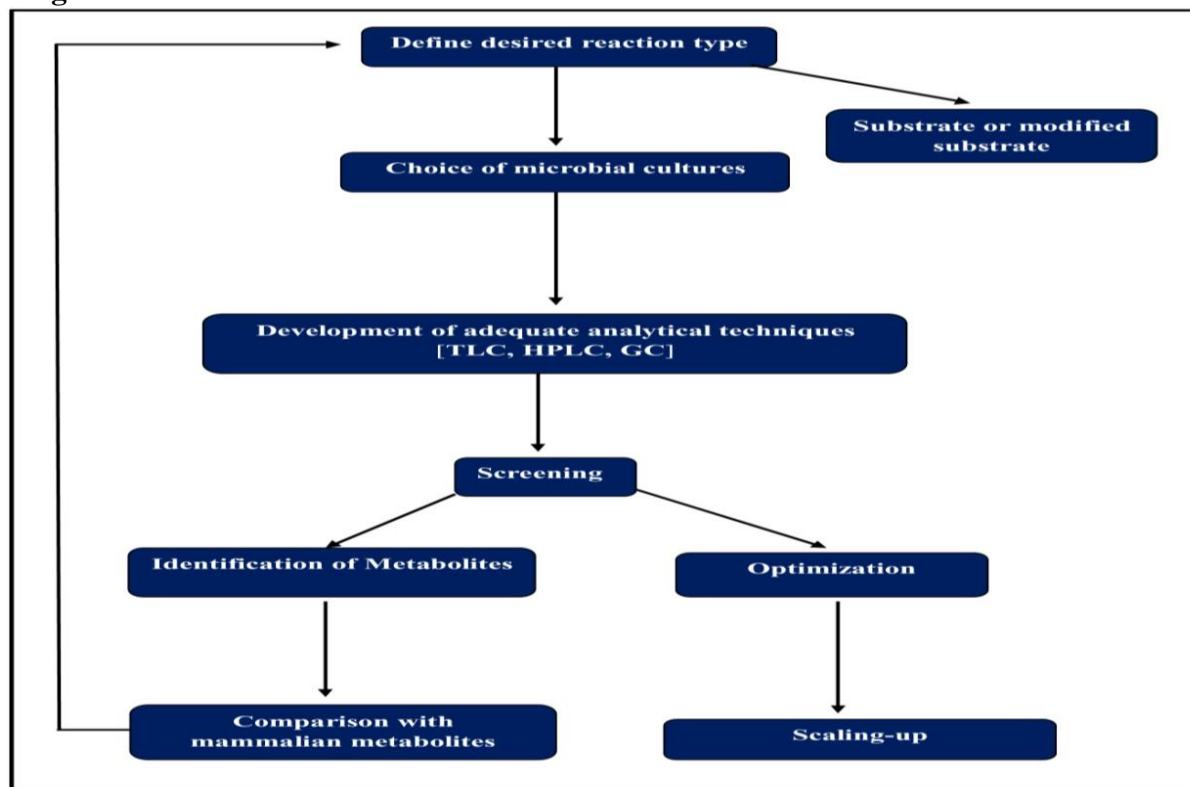 Define desired reaction type
Substrate or modified
substrate
Choice of microbial cultures
Development of adequate analytical techniques
[TLC, HPLC, GC]
Screening
Identification of Metabolites
Optimization
Comparison with
mammalian metabolites
Scaling-up